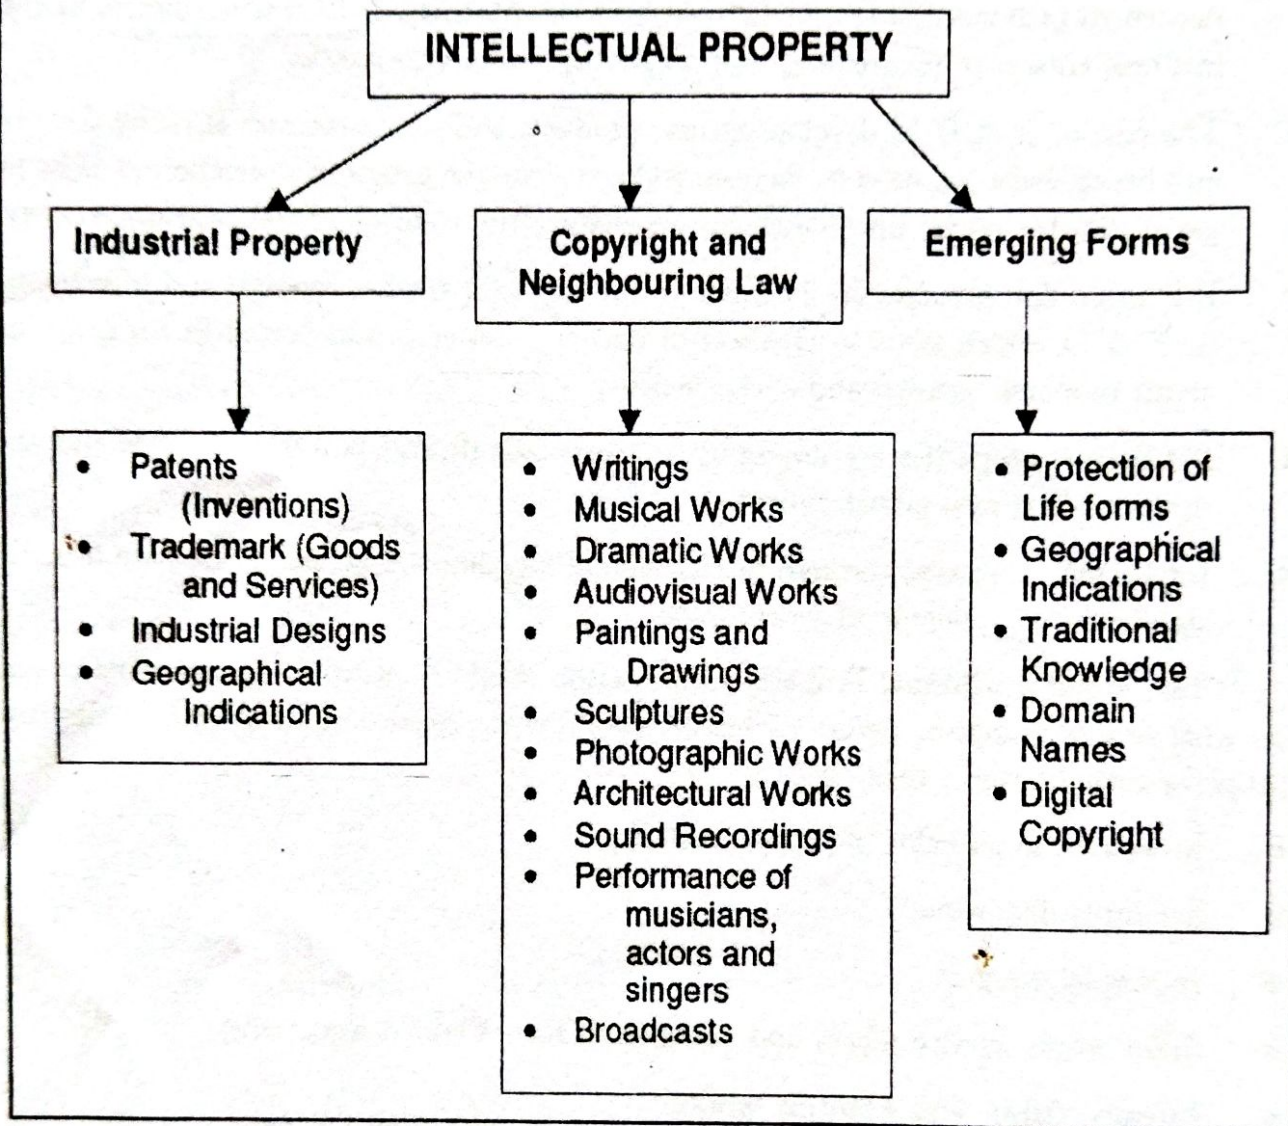 INTELLECTUAL PROPERTY
Industrial Property
Copyright and
Neighbouring Law
Emerging Forms
• Patents
(Inventions)
• Trademark (Goods
and Services)
• Industrial Designs
• Geographical
Indications
• Writings
• Musical Works
• Dramatic Works
• Audiovisual Works
• Paintings and
Drawings
• Sculptures
• Photographic Works
• Architectural Works
• Sound Recordings
• Performance of
musicians,
actors and
singers
• Broadcasts
• Protection of
Life forms
• Geographical
Indications
• Traditional
Knowledge
• Domain
Names
• Digital
Copyright